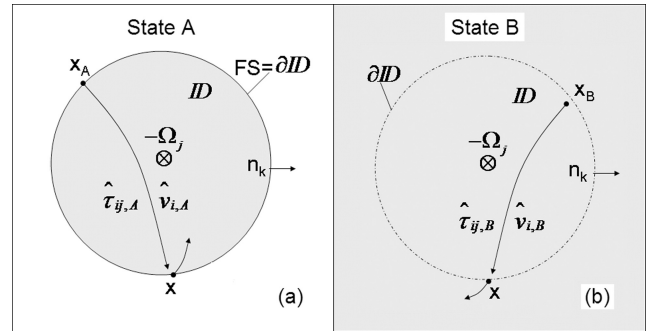 State A
x_A
FS=∂ID
ID
−Ω_j
⊗
n_k
τ̂_ij,A v̂_i,A
x
(a)
State B
∂ID
ID
x_B
−Ω_j
⊗
n_k
τ̂_ij,B v̂_i,B
x
(b)